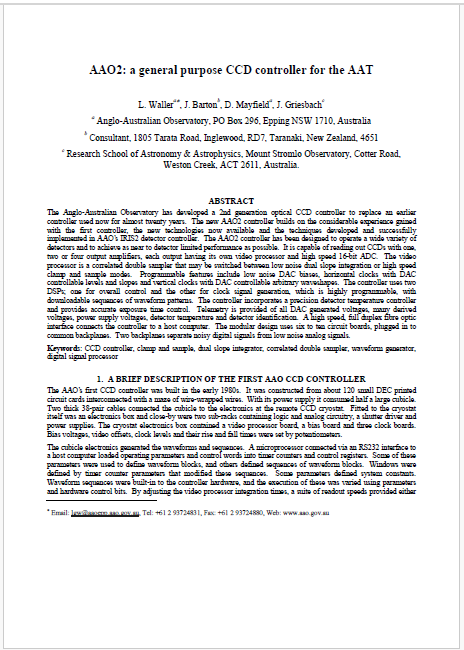 AAO2: a general purpose CCD controller for the AAT
L. Waller*a, J. Bartonb, D. Mayfielda, J. Griesbachc
a Anglo-Australian Observatory, PO Box 296, Epping NSW 1710, Australia
b Consultant, 1805 Tarata Road, Inglewood, RD7, Taranaki, New Zealand, 4651
c Research School of Astronomy & Astrophysics, Mount Stromlo Observatory, Cotter Road,
Weston Creek, ACT 2611, Australia.
ABSTRACT
The Anglo-Australian Observatory has developed a 2nd generation optical CCD controller to replace an earlier
controller used now for almost twenty years. The new AAO2 controller builds on the considerable experience gained
with the first controller, the new technologies now available and the techniques developed and successfully
implemented in AAO's IRIS2 detector controller. The AAO2 controller has been designed to operate a wide variety of
detectors and to achieve as near to detector limited performance as possible. It is capable of reading out CCDs with one,
two or four output amplifiers, each output having its own video processor and high speed 16-bit ADC. The video
processor is a correlated double sampler that may be switched between low noise dual slope integration or high speed
clamp and sample modes. Programmable features include low noise DAC biases, horizontal clocks with DAC
controllable levels and slopes and vertical clocks with DAC controllable arbitrary waveshapes. The controller uses two
DSPs; one for overall control and the other for clock signal generation, which is highly programmable, with
downloadable sequences of waveform patterns. The controller incorporates a precision detector temperature controller
and provides accurate exposure time control. Telemetry is provided of all DAC generated voltages, many derived
voltages, power supply voltages, detector temperature and detector identification. A high speed, full duplex fibre optic
interface connects the controller to a host computer. The modular design uses six to ten circuit boards, plugged in to
common backplanes. Two backplanes separate noisy digital signals from low noise analog signals.
Keywords: CCD controller, clamp and sample, dual slope integrator, correlated double sampler, waveform generator,
digital signal processor
1. A BRIEF DESCRIPTION OF THE FIRST AAO CCD CONTROLLER
The AAO's first CCD controller was built in the early 1980s. It was constructed from about 120 small DEC printed
circuit cards interconnected with a maze of wire-wrapped wires. With its power supply it consumed half a large cubicle.
Two thick 38-pair cables connected the cubicle to the electronics at the remote CCD cryostat. Fitted to the cryostat
itself was an electronics box and close-by were two sub-racks containing logic and analog circuitry, a shutter driver and
power supplies. The cryostat electronics box contained a video processor board, a bias board and three clock boards.
Bias voltages, video offsets, clock levels and their rise and fall times were set by potentiometers.
The cubicle electronics generated the waveforms and sequences. A microprocessor connected via an RS232 interface to
a host computer loaded operating parameters and control words into timer counters and control registers. Some of these
parameters were used to define waveform blocks, and others defined sequences of waveform blocks. Windows were
defined by timer counter parameters that modified these sequences. Some parameters defined system constants.
Waveform sequences were built-in to the controller hardware, and the execution of these was varied using parameters
and hardware control bits. By adjusting the video processor integration times, a suite of readout speeds provided either
* Email: lgw@aaoepp.aao.gov.au, Tel: +61 2 93724831, Fax: +61 2 93724880, Web: www.aao.gov.au